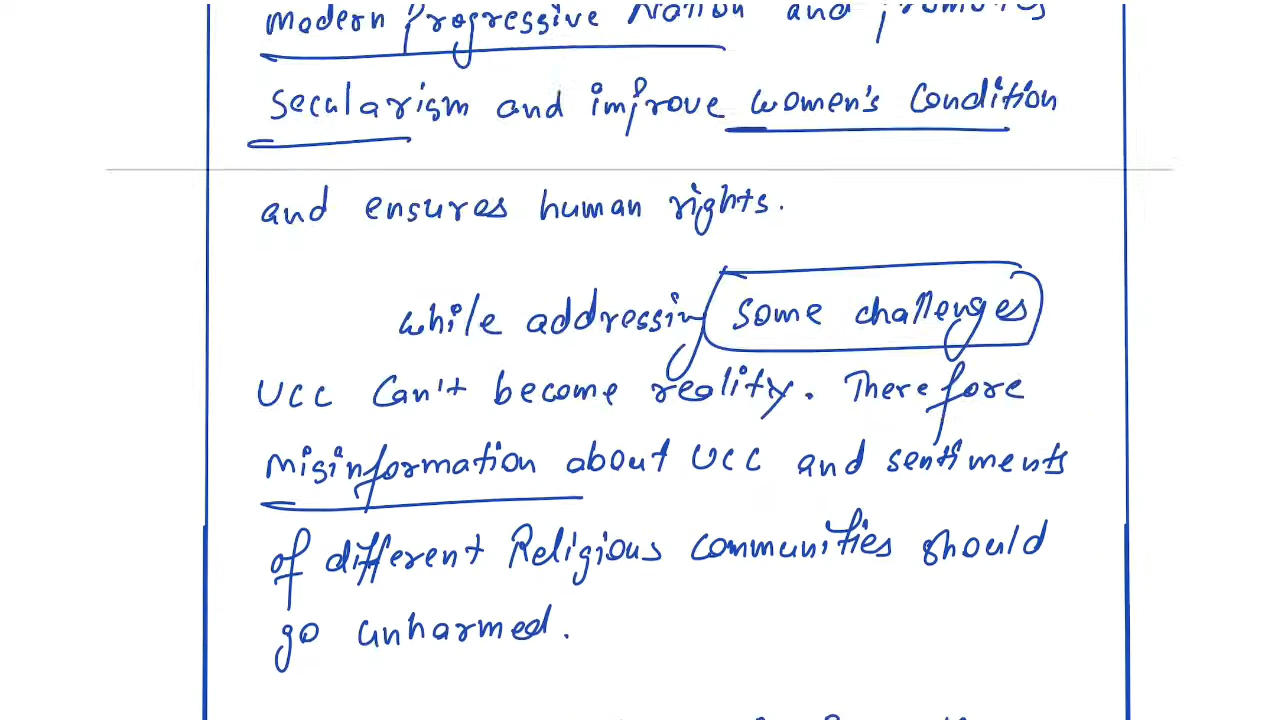 modern Progressive Nation and promotes
secularism and improve women's condition
and ensures human rights.
while addressing some challenges
UCC Can't become reality. Therefore
misinformation about UCC and sentiments
of different Religious communities should
go unharmed.